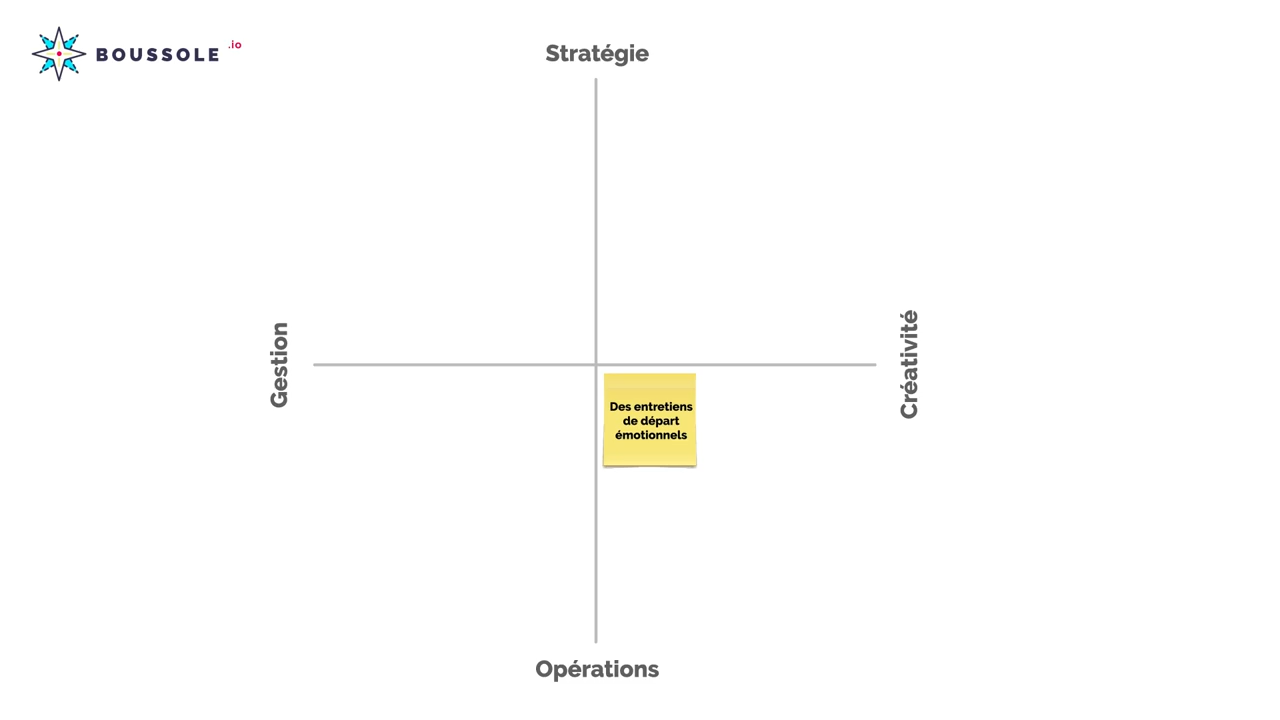 BOUSSOLE .io
Stratégie
Gestion
Créativité
Des entretiens
de départ
émotionnels
Opérations